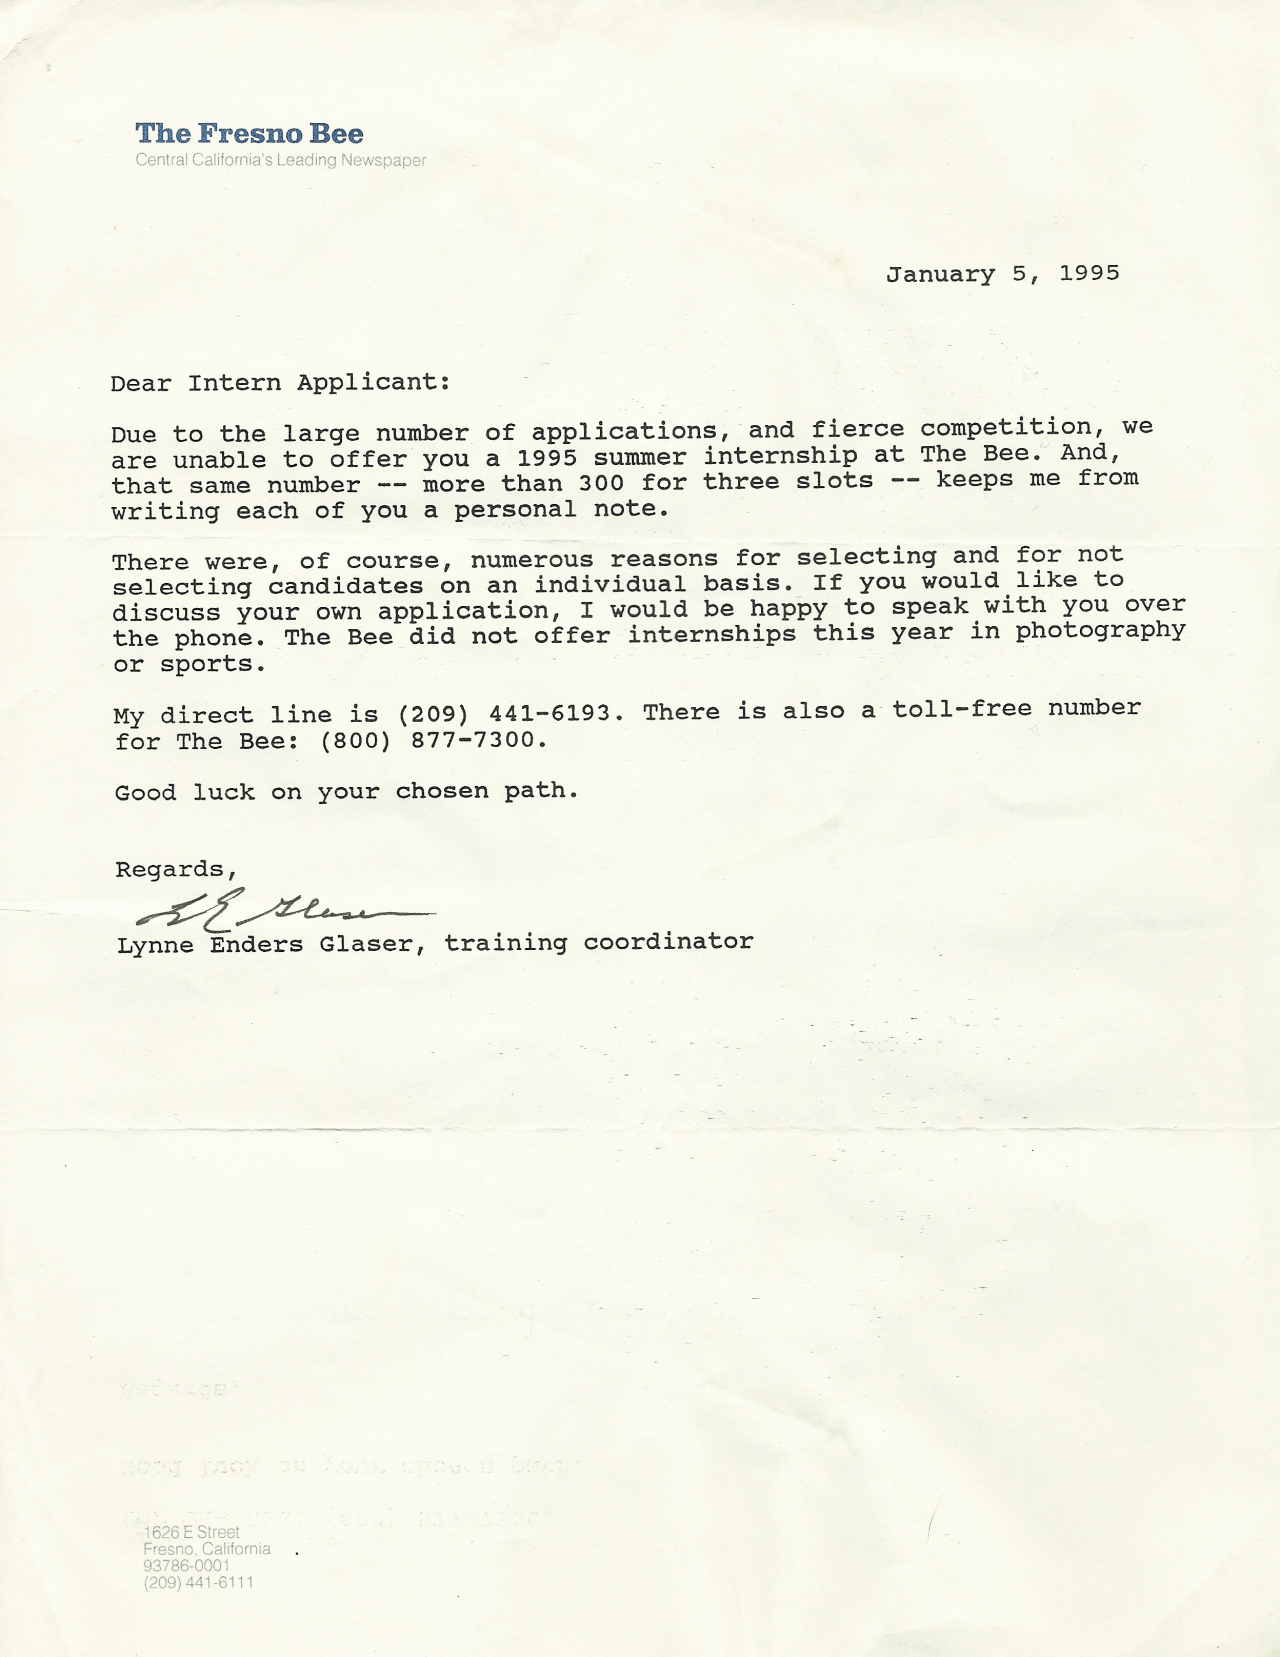 The Fresno Bee
Central California's Leading Newspaper
January 5, 1995
Dear Intern Applicant:
Due to the large number of applications, and fierce competition, we
are unable to offer you a 1995 summer internship at The Bee. And,
that same number -- more than 300 for three slots -- keeps me from
writing each of you a personal note.
There were, of course, numerous reasons for selecting and for not
selecting candidates on an individual basis. If you would like to
discuss your own application, I would be happy to speak with you over
the phone. The Bee did not offer internships this year in photography
or sports.
My direct line is (209) 441-6193. There is also a toll-free number
for The Bee: (800) 877-7300.
Good luck on your chosen path.
Regards,
LE Glaser
Lynne Enders Glaser, training coordinator
1626 E Street
Fresno, California
93786-0001
(209) 441-6111